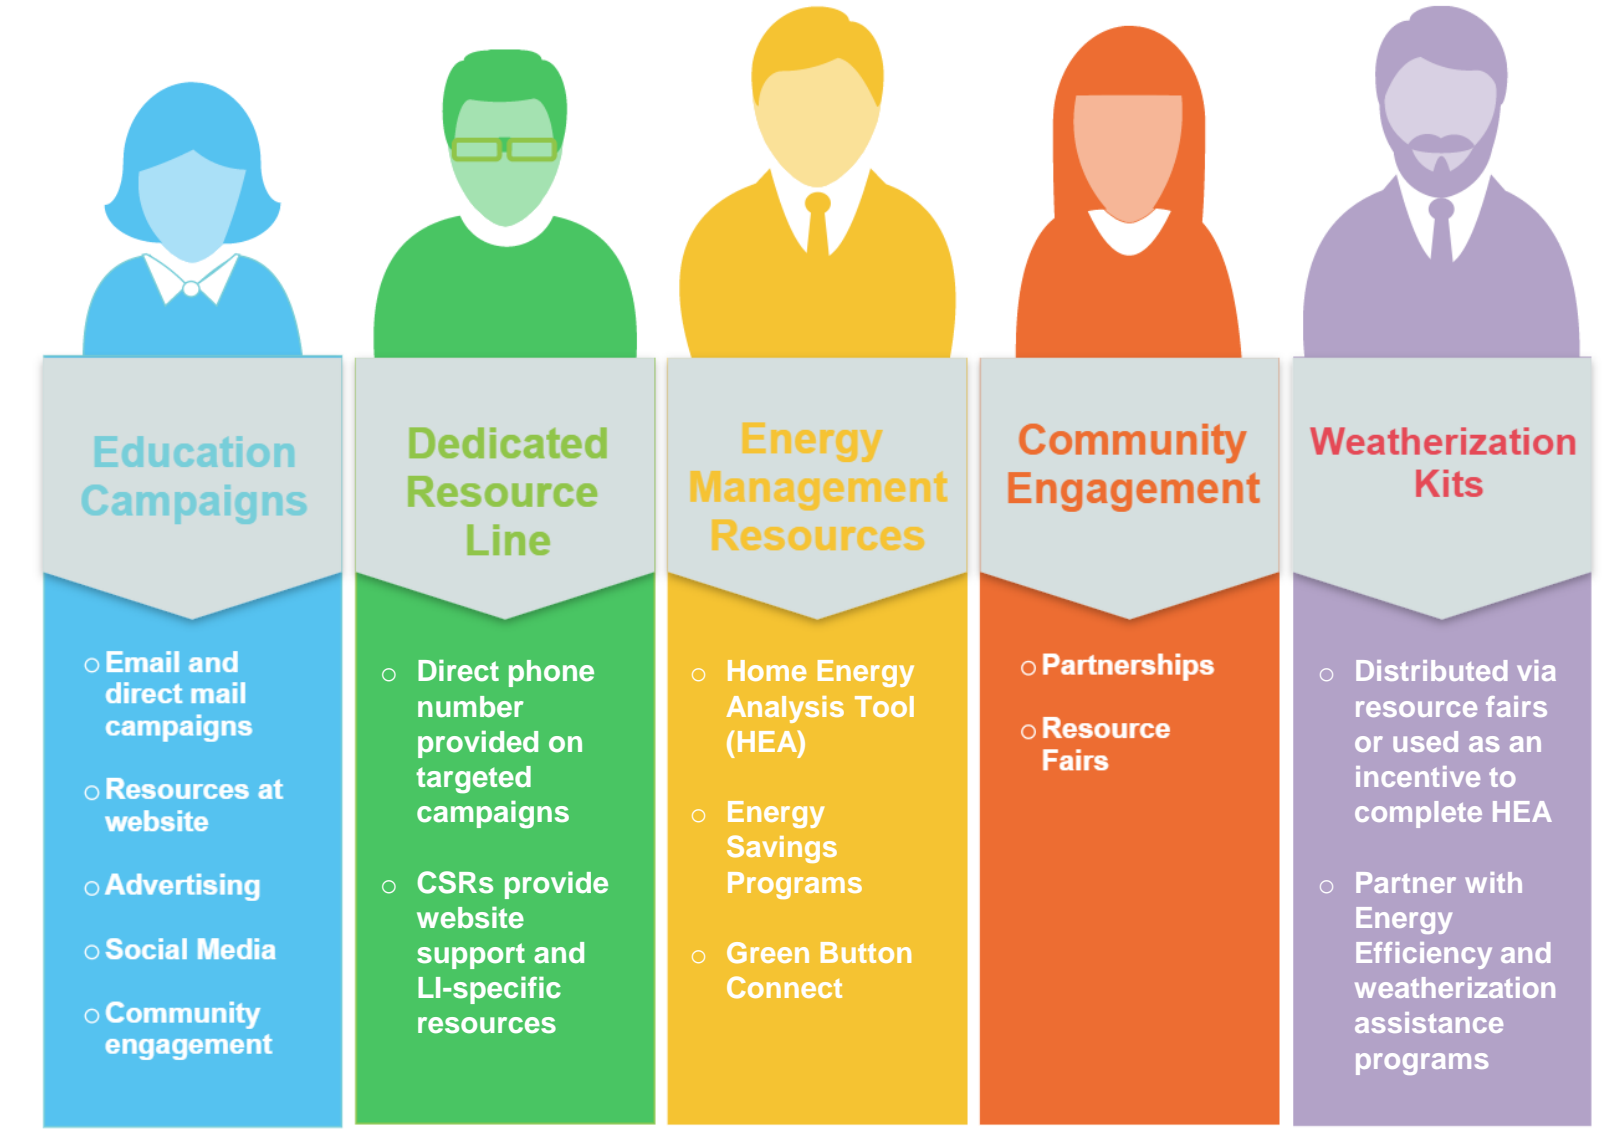 Education
Campaigns
○ Email and
direct mail
campaigns
○ Resources at
website
○ Advertising
○ Social Media
○ Community
engagement
Dedicated
Resource
Line
○ Direct phone
number
provided on
targeted
campaigns
○ CSRs provide
website
support and
LI-specific
resources
Energy
Management
Resources
○ Home Energy
Analysis Tool
(HEA)
○ Energy
Savings
Programs
○ Green Button
Connect
Community
Engagement
○ Partnerships
○ Resource
Fairs
Weatherization
Kits
○ Distributed via
resource fairs
or used as an
incentive to
complete HEA
○ Partner with
Energy
Efficiency and
weatherization
assistance
programs